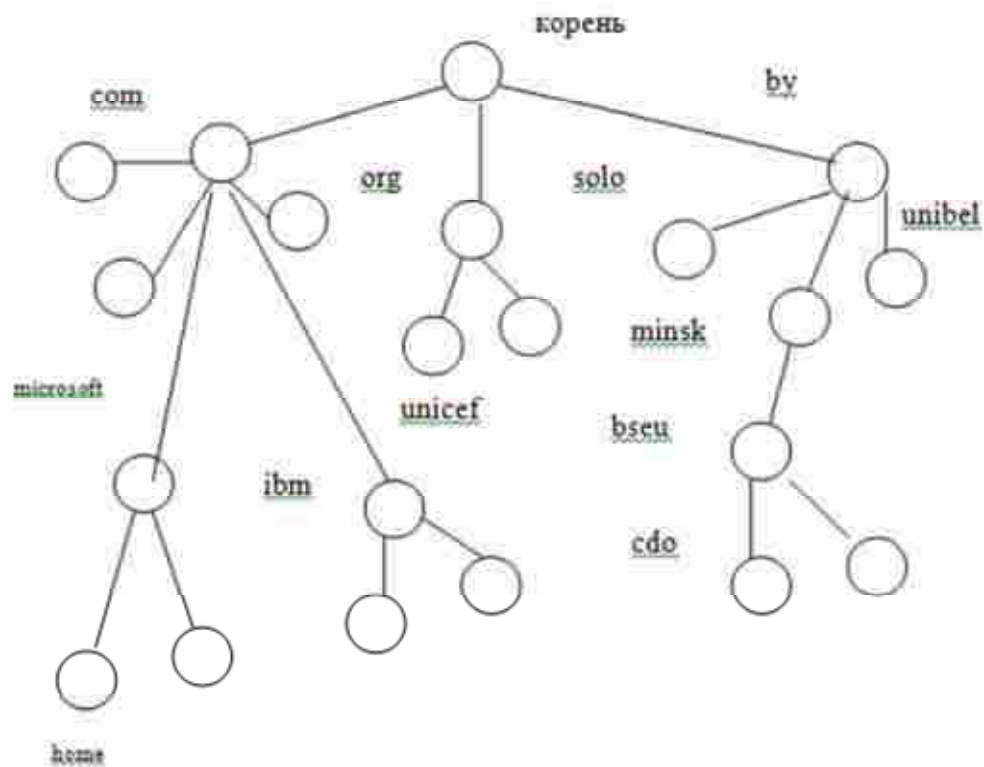 корень
com
by
org
solo
unibel
minsk
microsoft
unicef
bseu
ibm
cdo
home